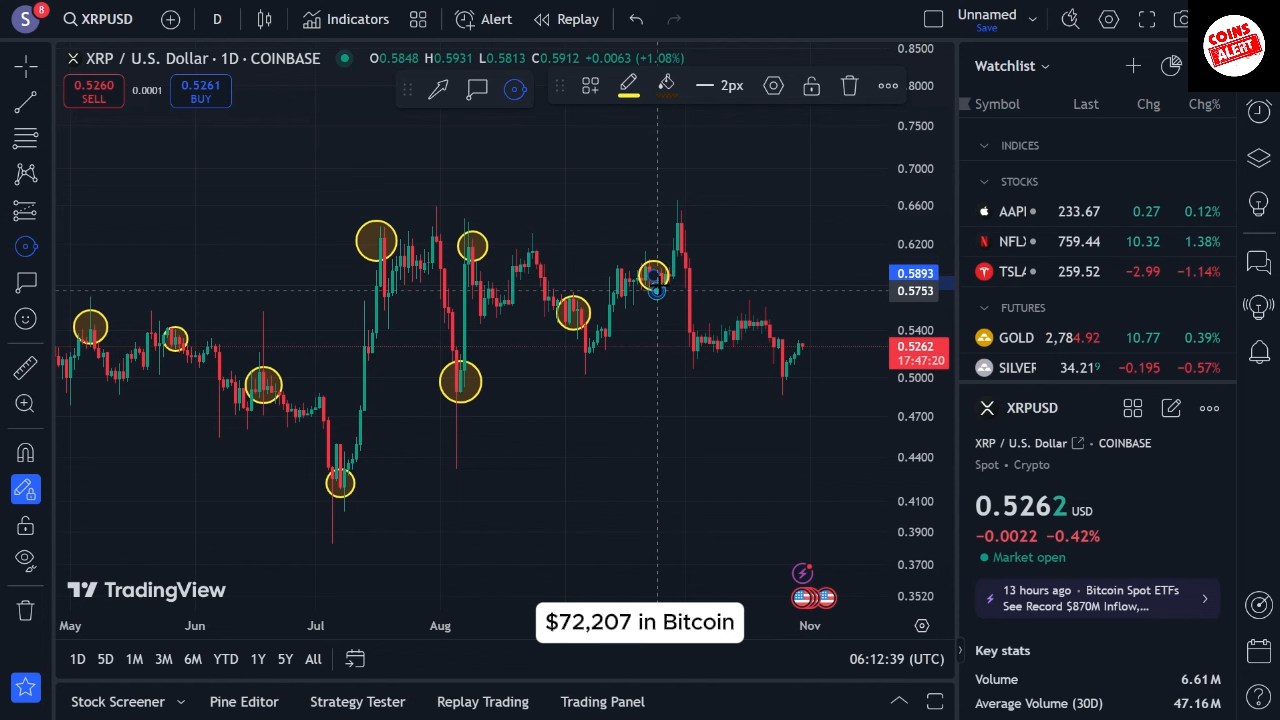 S
8
XRPUSD
D
Indicators
Alert
Replay
Unnamed
Save
COINS
ALERT
XRP / U.S. Dollar · 1D · COINBASE
O0.5848 H0.5931 L0.5813 C0.5912 +0.0063 (+1.08%)
0.5260
SELL
0.0001
0.5261
BUY
2px
0.8500
.8000
0.7500
0.7000
0.6600
0.6200
0.5893
0.5753
0.5400
0.5262
17:47:20
0.5000
0.4700
0.4400
0.4100
0.3900
0.3700
0.3520
TradingView
May
Jun
Jul
Aug
Nov
$72,207 in Bitcoin
1D
5D
1M
3M
6M
YTD
1Y
5Y
All
06:12:39 (UTC)
Stock Screener
Pine Editor
Strategy Tester
Replay Trading
Trading Panel
Watchlist
Symbol Last Chg Chg%
INDICES
STOCKS
AAPL 233.67 0.27 0.12%
NFLX 759.44 10.32 1.38%
TSLA 259.52 −2.99 −1.14%
FUTURES
GOLD 2,784.92 10.77 0.39%
SILVER 34.219 −0.195 −0.57%
XRPUSD
XRP / U.S. Dollar · COINBASE
Spot · Crypto
0.5262 USD
−0.0022 −0.42%
Market open
13 hours ago · Bitcoin Spot ETFs
See Record $870M Inflow,...
Key stats
Volume 6.61M
Average Volume (30D) 47.16M